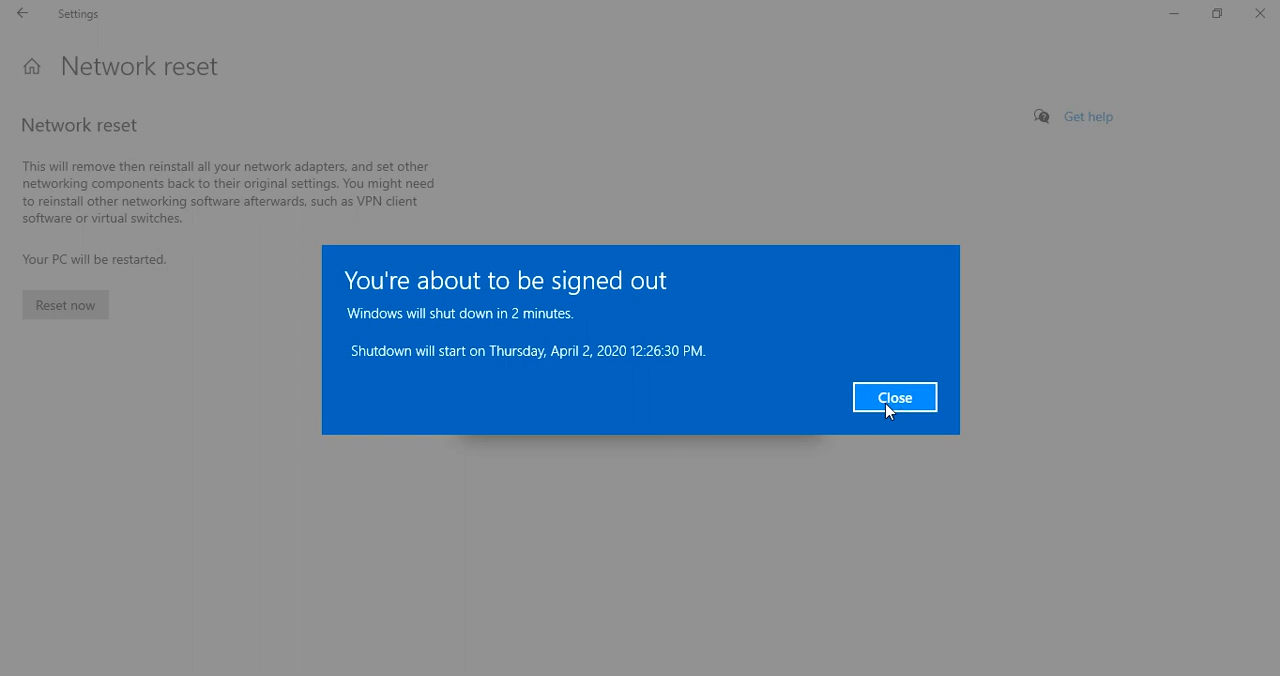 Settings
Network reset
Network reset
Get help
This will remove then reinstall all your network adapters, and set other
networking components back to their original settings. You might need
to reinstall other networking software afterwards, such as VPN client
software or virtual switches.
Your PC will be restarted.
Reset now
You're about to be signed out
Windows will shut down in 2 minutes.
Shutdown will start on Thursday, April 2, 2020 12:26:30 PM.
Close